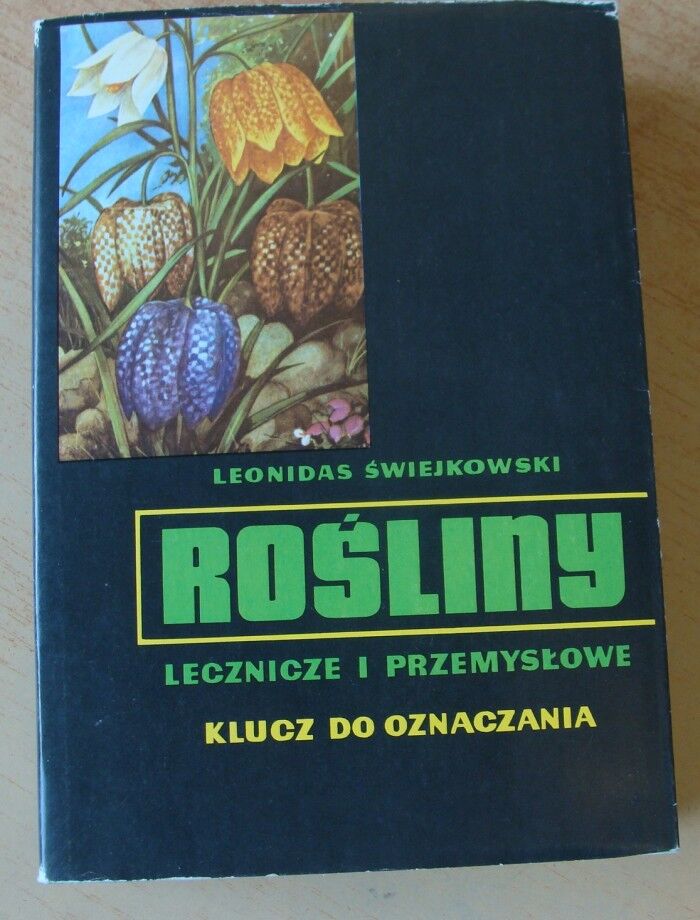 LEONIDAS ŚWIEJKOWSKI
ROŚLINY
LECZNICZE I PRZEMYSŁOWE
KLUCZ DO OZNACZANIA